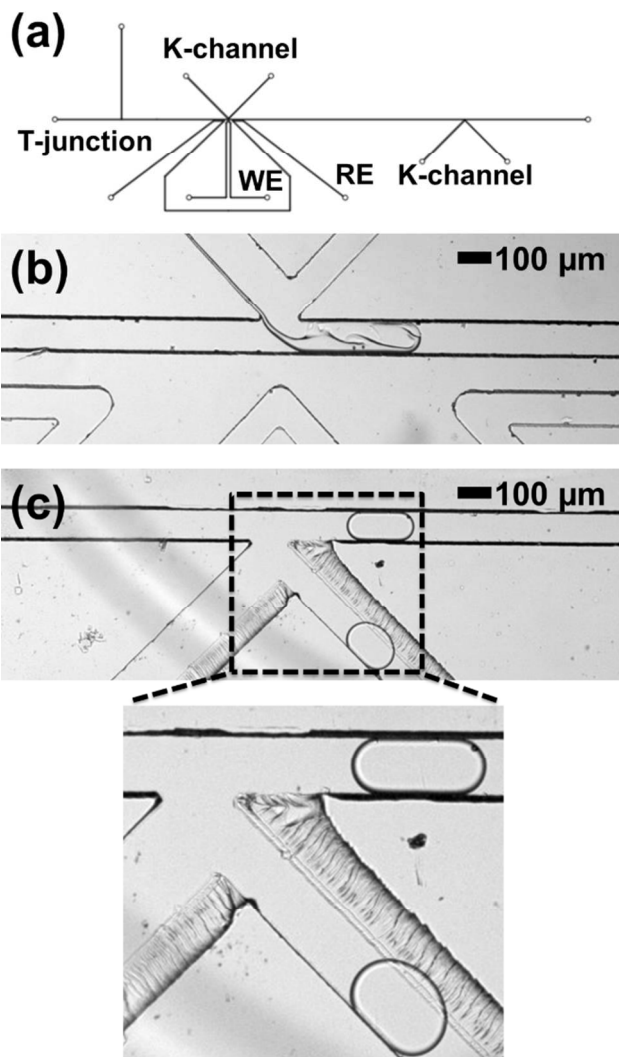 (a)
K-channel
T-junction
WE
RE
K-channel
(b)
100 µm
(c)
100 µm